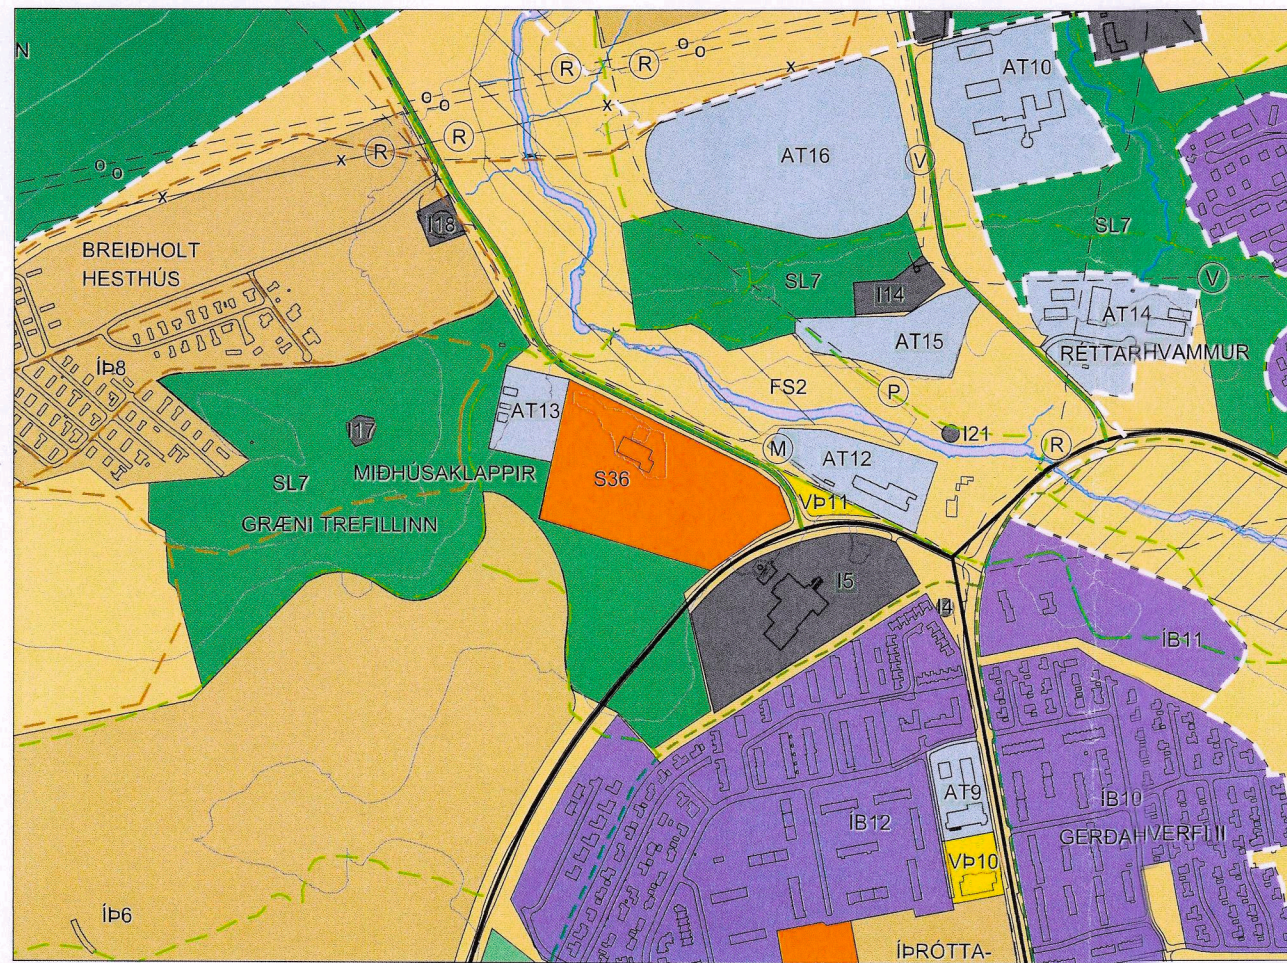 N
AT10
R
R
AT16
R
R
V
I18
BREIÐHOLT
HESTHÚS
SL7
SL7
V
I14
AT14
RÉTTARHVAMMUR
AT15
ÍÞ8
FS2
P
AT13
I17
I21
R
M
AT12
MIÐHÚSAKLAPPIR
S36
SL7
VÞ11
GRÆNI TREFILLINN
I5
I4
ÍB11
AT9
ÍB12
ÍB10
GERÐAHVERFI II
VÞ10
ÍÞ6
ÍÞRÓTTA-